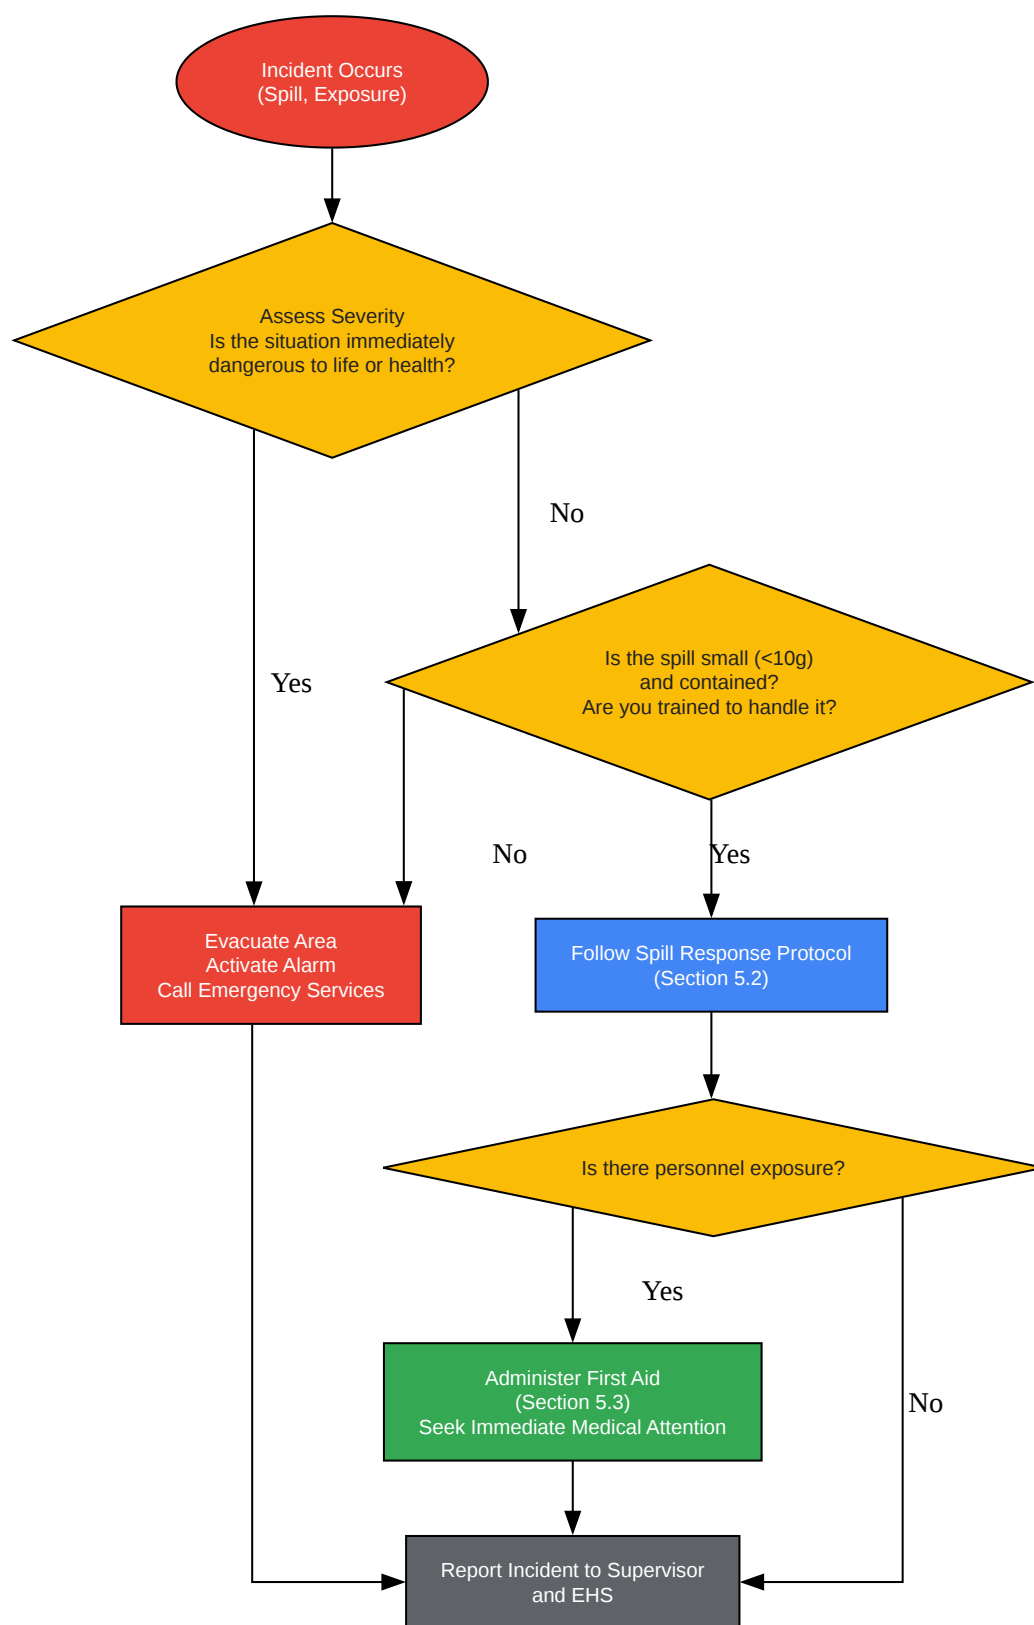 Incident Occurs
(Spill, Exposure)
Assess Severity
Is the situation immediately
dangerous to life or health?
No
Yes
Is the spill small (<10g)
and contained?
Are you trained to handle it?
No
Yes
Evacuate Area
Activate Alarm
Call Emergency Services
Follow Spill Response Protocol
(Section 5.2)
Is there personnel exposure?
Yes
Administer First Aid
(Section 5.3)
Seek Immediate Medical Attention
No
Report Incident to Supervisor
and EHS